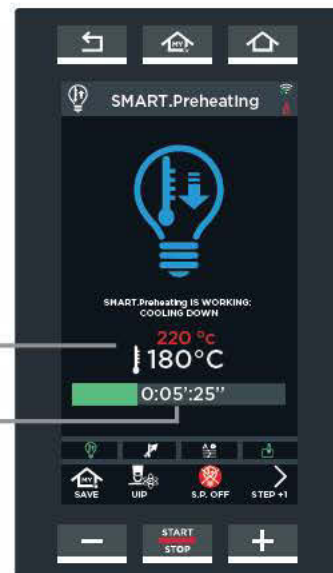 MY
SMART.Preheating
SMART.Preheating IS WORKING:
COOLING DOWN
220 °C
180°C
0:05':25''
MY
SAVE
UIP
S.P. OFF
STEP +1
START
STOP